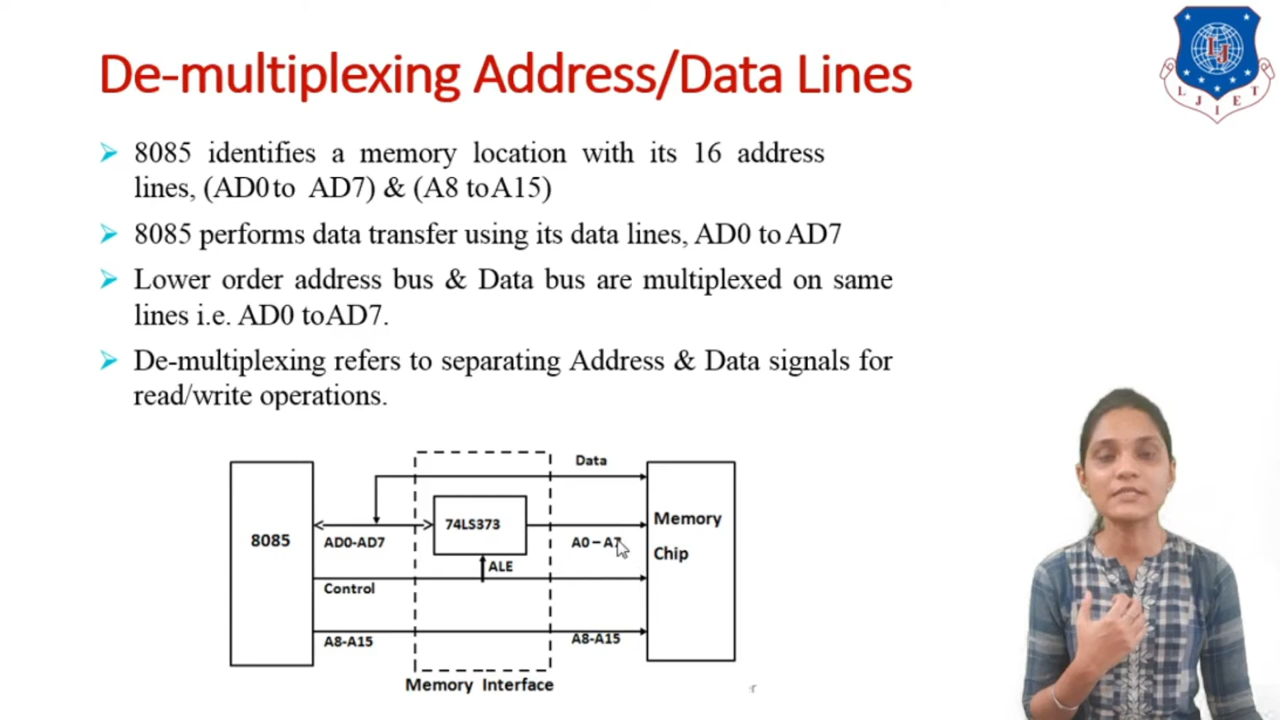 De-multiplexing Address/Data Lines
8085 identifies a memory location with its 16 address
lines, (AD0 to AD7) & (A8 to A15)
8085 performs data transfer using its data lines, AD0 to AD7
Lower order address bus & Data bus are multiplexed on same
lines i.e. AD0 to AD7.
De-multiplexing refers to separating Address & Data signals for
read/write operations.
Data
8085
AD0-AD7
74LS373
A0-A7
Memory
Chip
ALE
Control
A8-A15
A8-A15
Memory Interface
LJ
LJIET